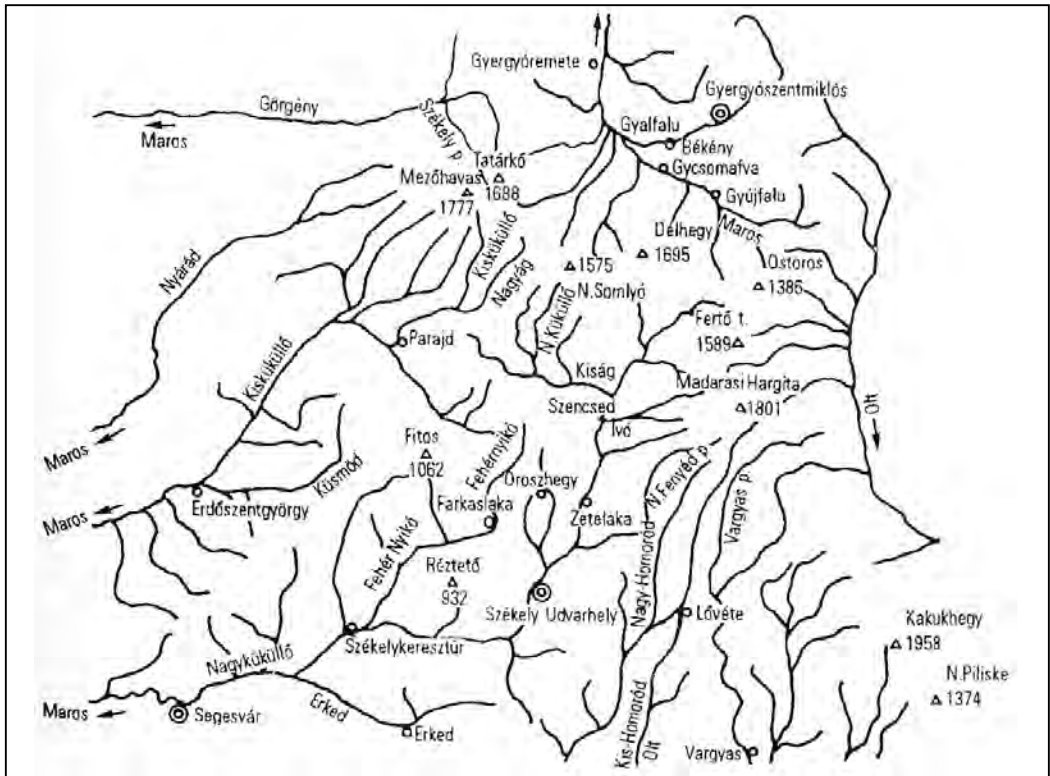 Gyergyóremete
Gyergyószentmiklós
Görgény
Székely p.
Maros
Gyalfalu
Békény
Tatárkő
1688
Gycsomafva
Mezőhavas
1777
Gyújfalu
Délhegy
1695
Maros
Nyárád
Kisküküllő
Nagyág
1575
N.Somlyó
Ostoros
1385
Fertő t.
1589
N.Küküllő
Parajd
Kisküküllő
Kiság
Madarasi Hargita
1801
Szencsed
Ivó
Olt
Maros
Fitos
1062
Fehérnyikó
Oroszhegy
N.Fenyéd p.
Vargyas p.
Küsmöd
Farkaslaka
Zetelaka
Maros
Erdőszentgyörgy
Fehér Nyikó
Réztető
932
Székely Udvarhely
Nagy-Homoród
Lövéte
Kakukhegy
1958
Székelykeresztúr
Nagyküküllő
N.Piliske
1374
Maros
Segesvár
Erked
Erked
Kis-Homoród
Olt
Vargyas